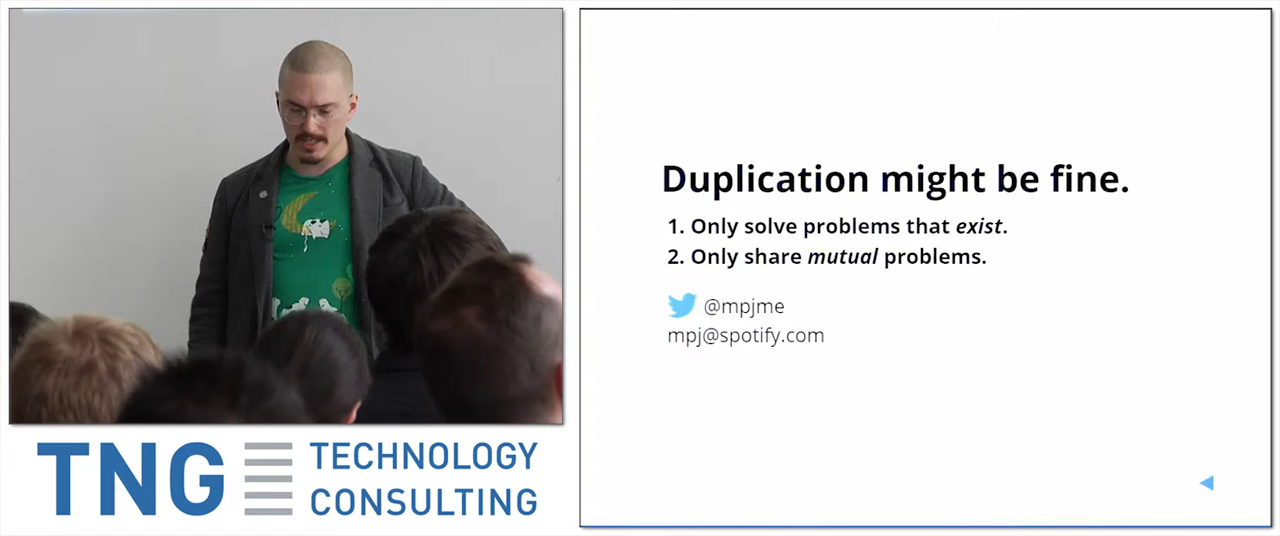 Duplication might be fine.
1. Only solve problems that exist.
2. Only share mutual problems.
@mpjme
mpj@spotify.com
TNG TECHNOLOGY
CONSULTING